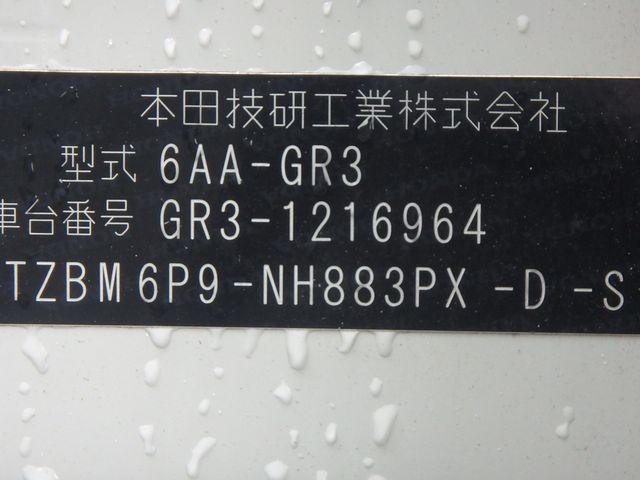 本田技研工業株式会社
型式 6AA-GR3
車台番号 GR3-1216964
TZBM6P9-NH883PX-D-S